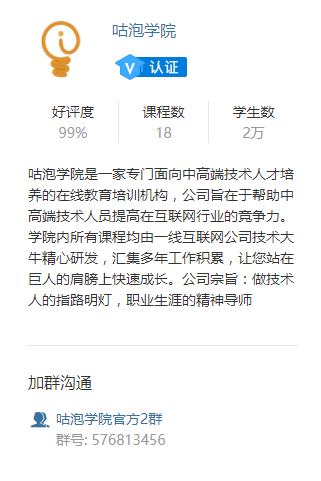 咕泡学院
认证
好评度 课程数 学生数
99% 18 2万
咕泡学院是一家专门面向中高端技术人才培
养的在线教育培训机构，公司旨在于帮助中
高端技术人员提高在互联网行业的竞争力。
学院内所有课程均由一线互联网公司技术大
牛精心研发，汇集多年工作积累，让您站在
巨人的肩膀上快速成长。公司宗旨：做技术
人的指路明灯，职业生涯的精神导师
加群沟通
咕泡学院官方2群
群号: 576813456